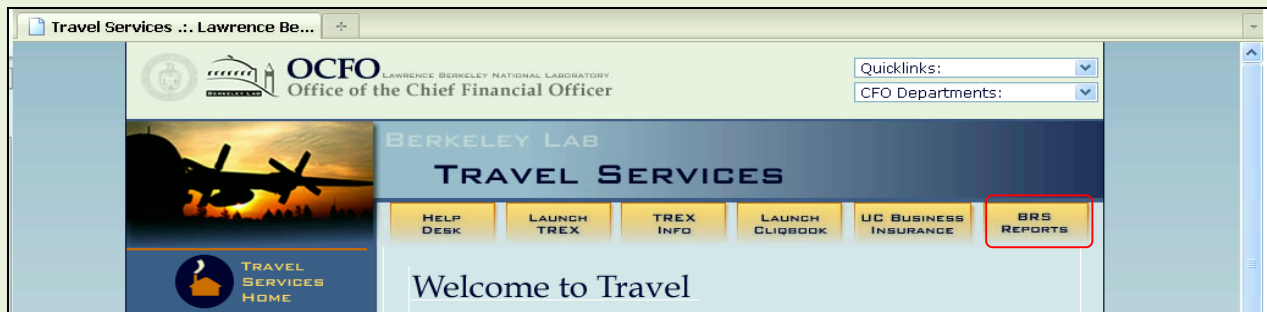 Travel Services .:. Lawrence Be...
OCFO LAWRENCE BERKELEY NATIONAL LABORATORY
Office of the Chief Financial Officer
Quicklinks:
CFO Departments:
BERKELEY LAB
TRAVEL SERVICES
HELP DESK
LAUNCH TREX
TREX INFO
LAUNCH CLIQBOOK
UC BUSINESS INSURANCE
BRS REPORTS
TRAVEL
SERVICES
HOME
Welcome to Travel